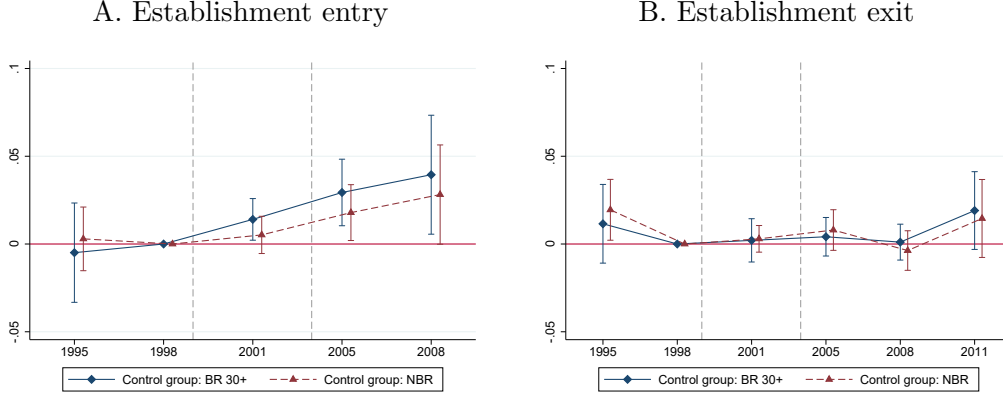 A. Establishment entry
.1
.05
0
-.05
1995 1998 2001 2005 2008
Control group: BR 30+ Control group: NBR
B. Establishment exit
.1
.05
0
-.05
1995 1998 2001 2005 2008 2011
Control group: BR 30+ Control group: NBR